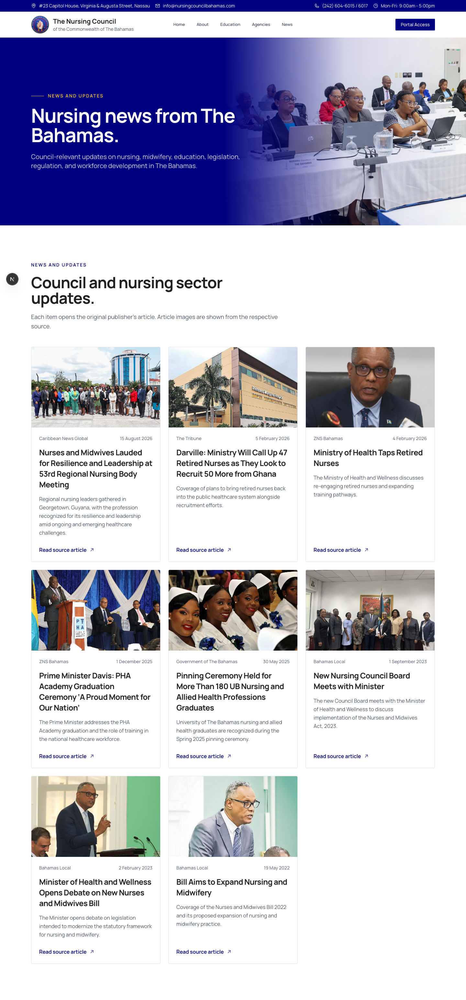 #23 Capitol House, Virginia & Augusta Street, Nassau
info@nursingcouncilbahamas.com
(242) 604-6015 / 6017
Mon-Fri: 9:00am - 5:00pm
The Nursing Council
of the Commonwealth of The Bahamas
Home
About
Education
Agencies
News
Portal Access
NEWS AND UPDATES
Nursing news from The
Bahamas.
Council-relevant updates on nursing, midwifery, education, legislation,
regulation, and workforce development in The Bahamas.
NURSING COUNCIL
THE BAHAMAS
NURSING COUNCIL OF
NEWS AND UPDATES
Council and nursing sector
updates.
Each item opens the original publisher's article. Article images are shown from the respective
source.
N
Princess Margaret Hospital
Caribbean News Global
15 August 2026
Nurses and Midwives Lauded
for Resilience and Leadership at
53rd Regional Nursing Body
Meeting
Regional nursing leaders gathered in
Georgetown, Guyana, with the profession
recognized for its resilience and leadership
amid ongoing and emerging healthcare
challenges.
Read source article
The Tribune
5 February 2026
Darville: Ministry Will Call Up 47
Retired Nurses as They Look to
Recruit 50 More from Ghana
Coverage of plans to bring retired nurses back
into the public healthcare system alongside
recruitment efforts.
Read source article
ZNS Bahamas
4 February 2026
Ministry of Health Taps Retired
Nurses
The Ministry of Health and Wellness discusses
re-engaging retired nurses and expanding
training pathways.
Read source article
P H
H A
PUBLIC
ZNS Bahamas
1 December 2025
Prime Minister Davis: PHA
Academy Graduation
Ceremony ‘A Proud Moment for
Our Nation’
The Prime Minister addresses the PHA
Academy graduation and the role of training in
the national healthcare workforce.
Read source article
Government of The Bahamas
30 May 2025
Pinning Ceremony Held for
More Than 180 UB Nursing and
Allied Health Professions
Graduates
University of The Bahamas nursing and allied
health graduates are recognized during the
Spring 2025 pinning ceremony.
Read source article
Bahamas Local
1 September 2023
New Nursing Council Board
Meets with Minister
The new Council Board meets with the Minister
of Health and Wellness to discuss
implementation of the Nurses and Midwives
Act, 2023.
Read source article
Bahamas Local
2 February 2023
Minister of Health and Wellness
Opens Debate on New Nurses
and Midwives Bill
The Minister opens debate on legislation
intended to modernize the statutory framework
for nursing and midwifery.
Read source article
Bahamas Local
19 May 2022
Bill Aims to Expand Nursing and
Midwifery
Coverage of the Nurses and Midwives Bill 2022
and its proposed expansion of nursing and
midwifery practice.
Read source article